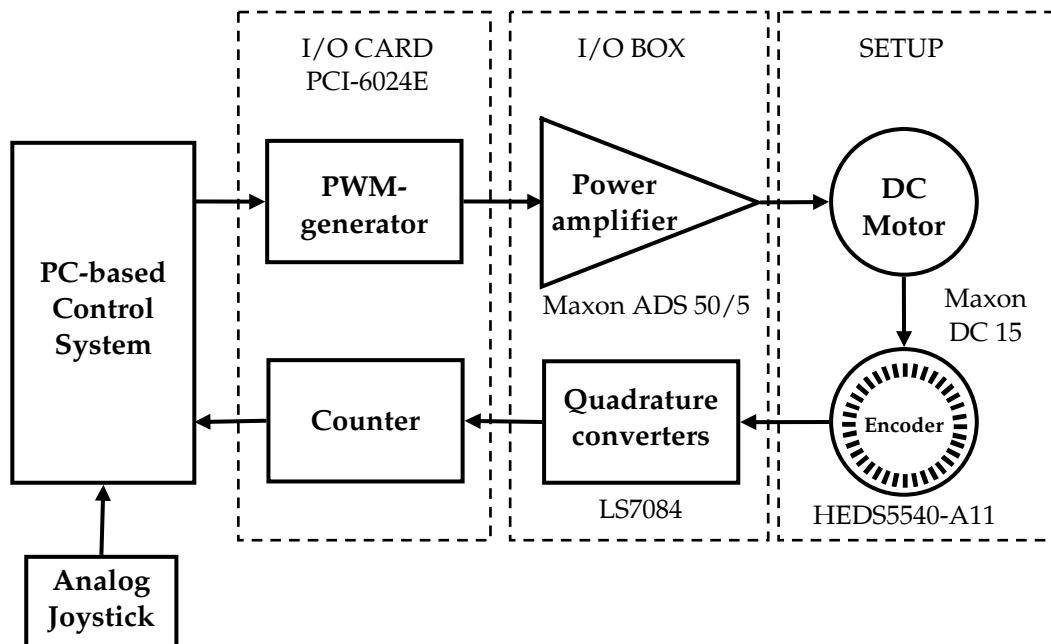 I/O CARD
PCI-6024E
I/O BOX
SETUP
PC-based
Control
System
PWM-
generator
Power
amplifier
DC
Motor
Maxon ADS 50/5
Maxon
DC 15
Counter
Quadrature
converters
Encoder
LS7084
HEDS5540-A11
Analog
Joystick